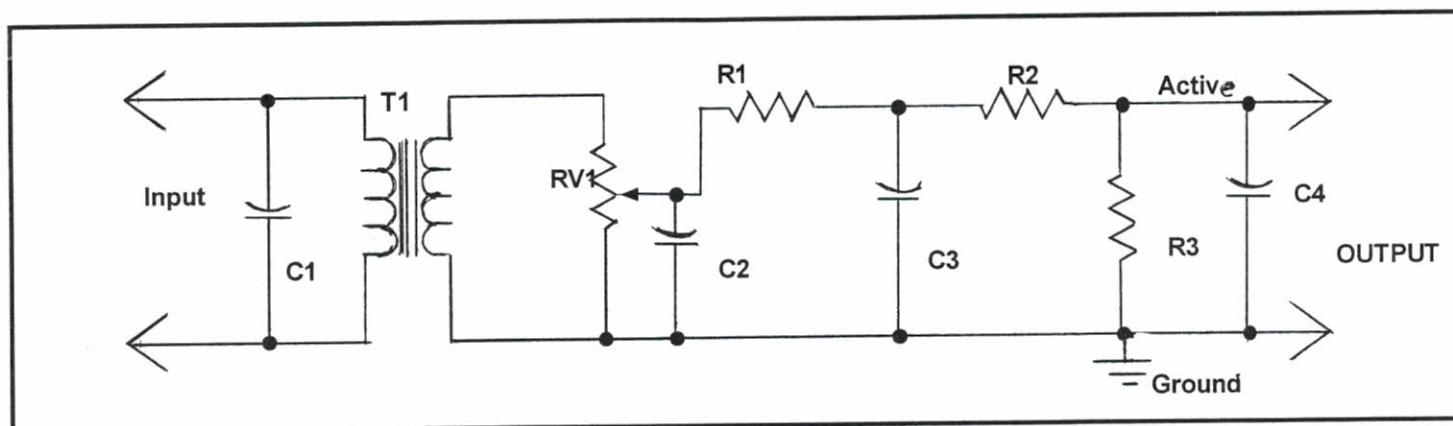 R1
R2
Active
T1
Input
RV1
C4
C1
C2
C3
R3
OUTPUT
Ground